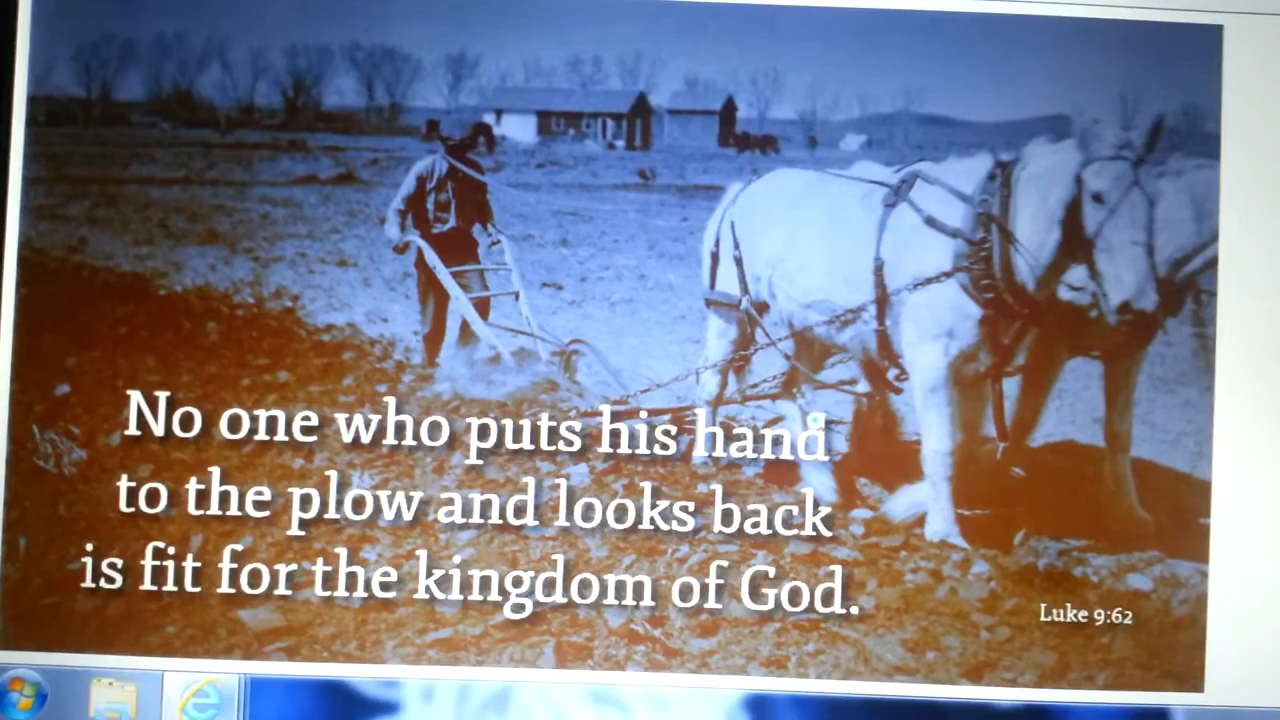 No one who puts his hand
to the plow and looks back
is fit for the kingdom of God.
Luke 9:62